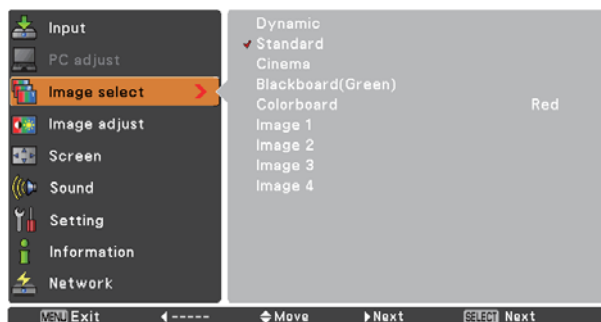 Input
PC adjust
Image select
Image adjust
Screen
Sound
Setting
Information
Network
Dynamic
Standard
Cinema
Blackboard(Green)
Colorboard Red
Image 1
Image 2
Image 3
Image 4
MENU Exit ----- Move Next SELECT Next